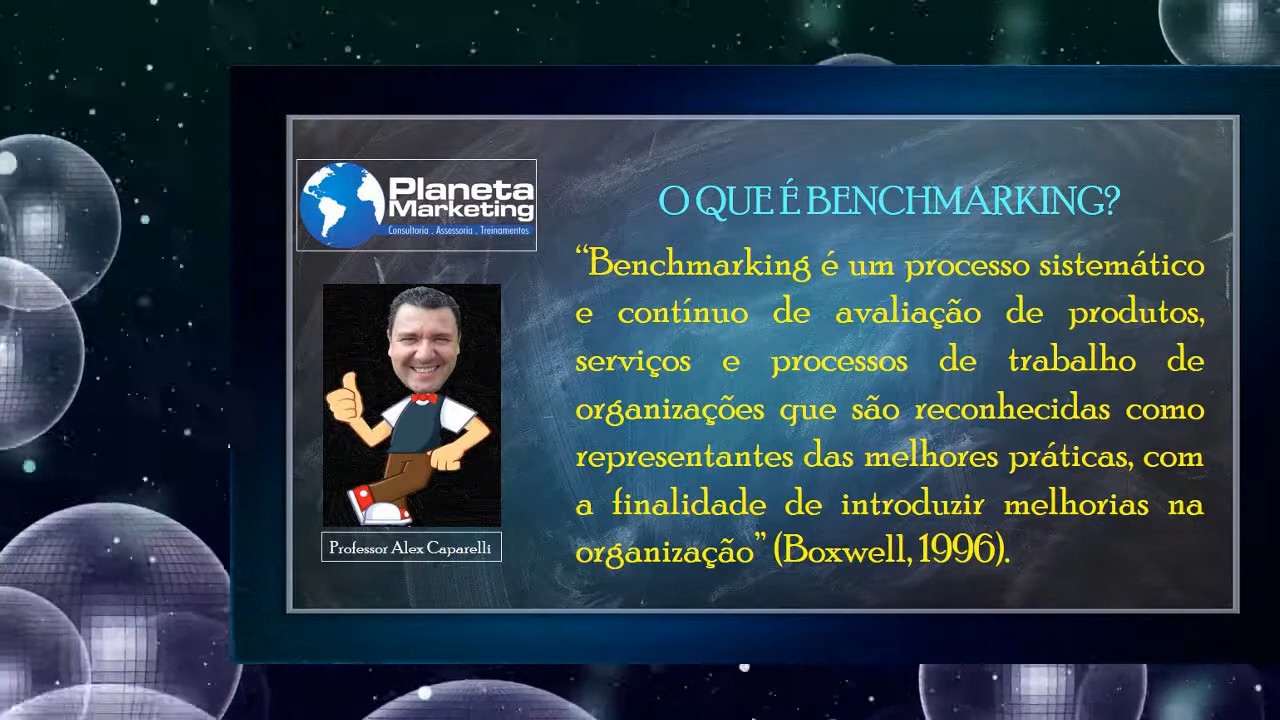 Planeta
Marketing
Consultoria . Assessoria . Treinamentos
Professor Alex Caparelli
O QUE É BENCHMARKING?
“Benchmarking é um processo sistemático
e contínuo de avaliação de produtos,
serviços e processos de trabalho de
organizações que são reconhecidas como
representantes das melhores práticas, com
a finalidade de introduzir melhorias na
organização” (Boxwell, 1996).